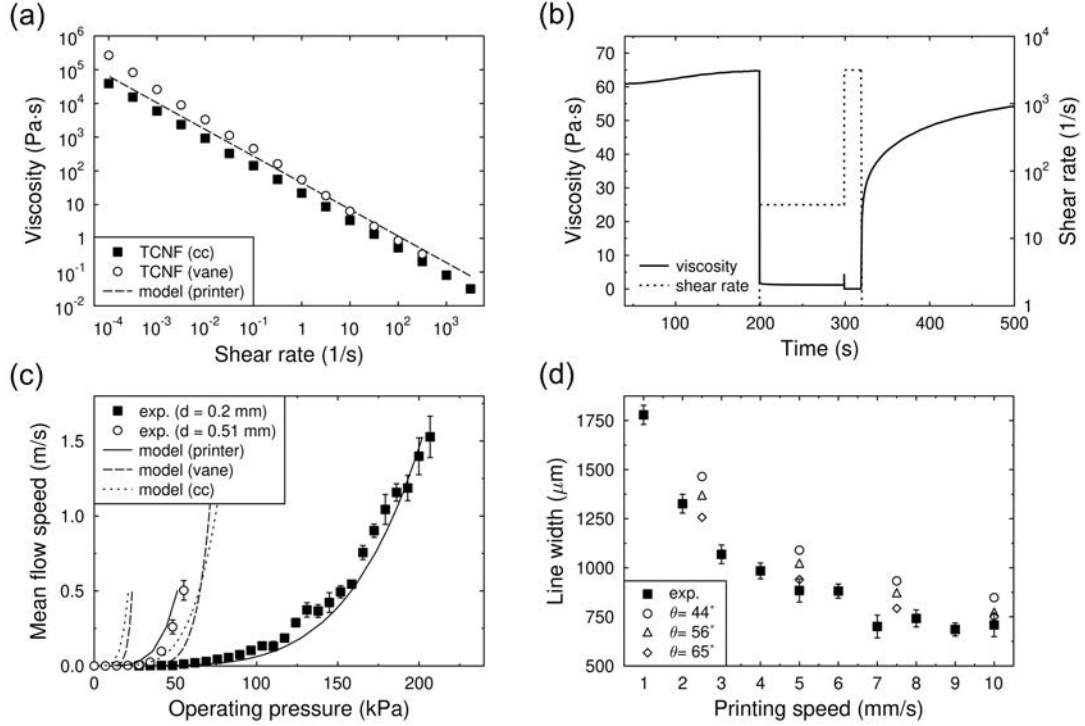 (a)
10^6
10^5
10^4
10^3
10^2
10
1
10^-1
10^-2
Viscosity (Pa·s)
TCNF (cc)
TCNF (vane)
model (printer)
10^-4 10^-3 10^-2 10^-1 1 10 10^2 10^3
Shear rate (1/s)
(b)
70
60
50
40
30
20
10
0
Viscosity (Pa·s)
viscosity
shear rate
10^4
10^3
10^2
10
1
Shear rate (1/s)
100 200 300 400 500
Time (s)
(c)
1.5
1.0
0.5
0.0
Mean flow speed (m/s)
exp. (d = 0.2 mm)
exp. (d = 0.51 mm)
model (printer)
model (vane)
model (cc)
0 50 100 150 200
Operating pressure (kPa)
(d)
1750
1500
1250
1000
750
500
Line width (μm)
exp.
θ= 44°
θ= 56°
θ= 65°
1 2 3 4 5 6 7 8 9 10
Printing speed (mm/s)